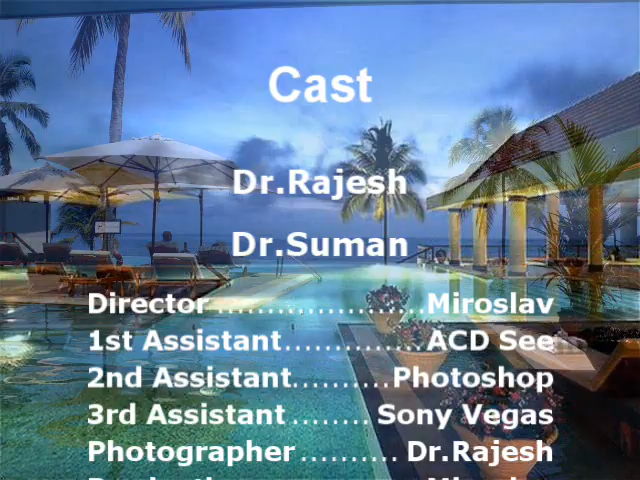 Cast
Dr.Rajesh
Dr.Suman
Director.....................Miroslav
1st Assistant..............ACD See
2nd Assistant..........Photoshop
3rd Assistant........Sony Vegas
Photographer.......... Dr.Rajesh